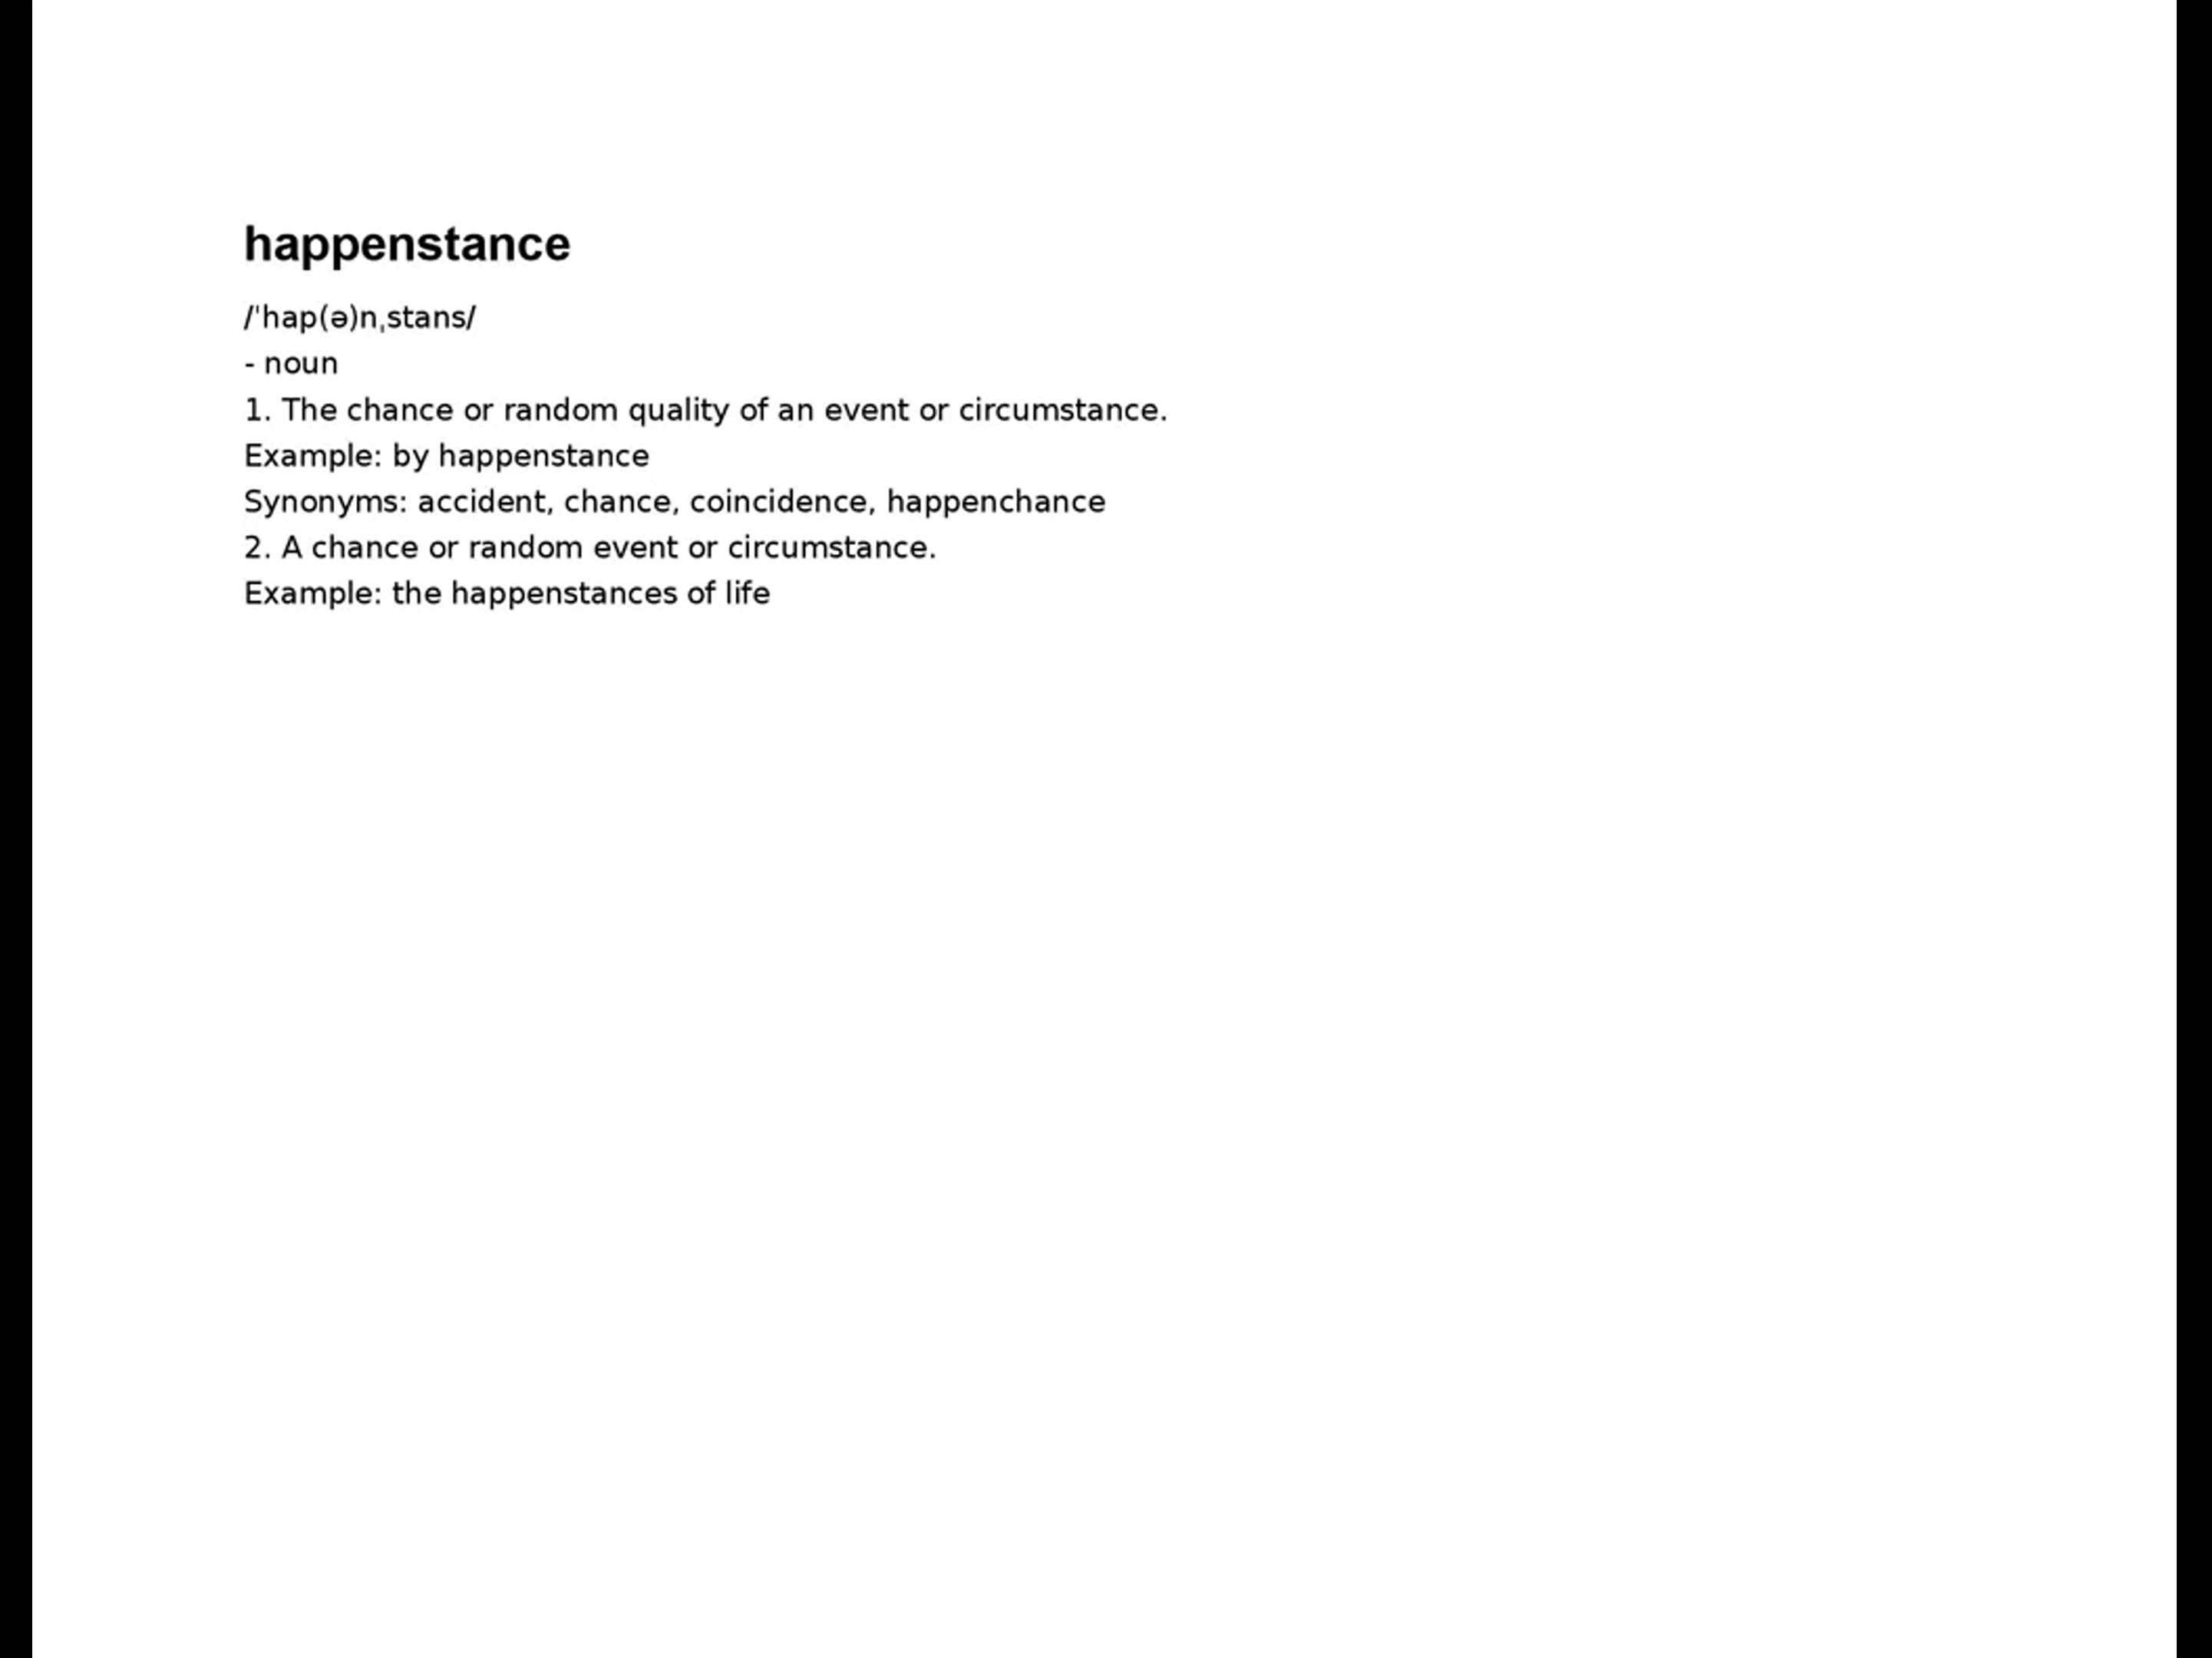 happenstance
/ˈhap(ə)nˌstans/
- noun
1. The chance or random quality of an event or circumstance.
Example: by happenstance
Synonyms: accident, chance, coincidence, happenchance
2. A chance or random event or circumstance.
Example: the happenstances of life